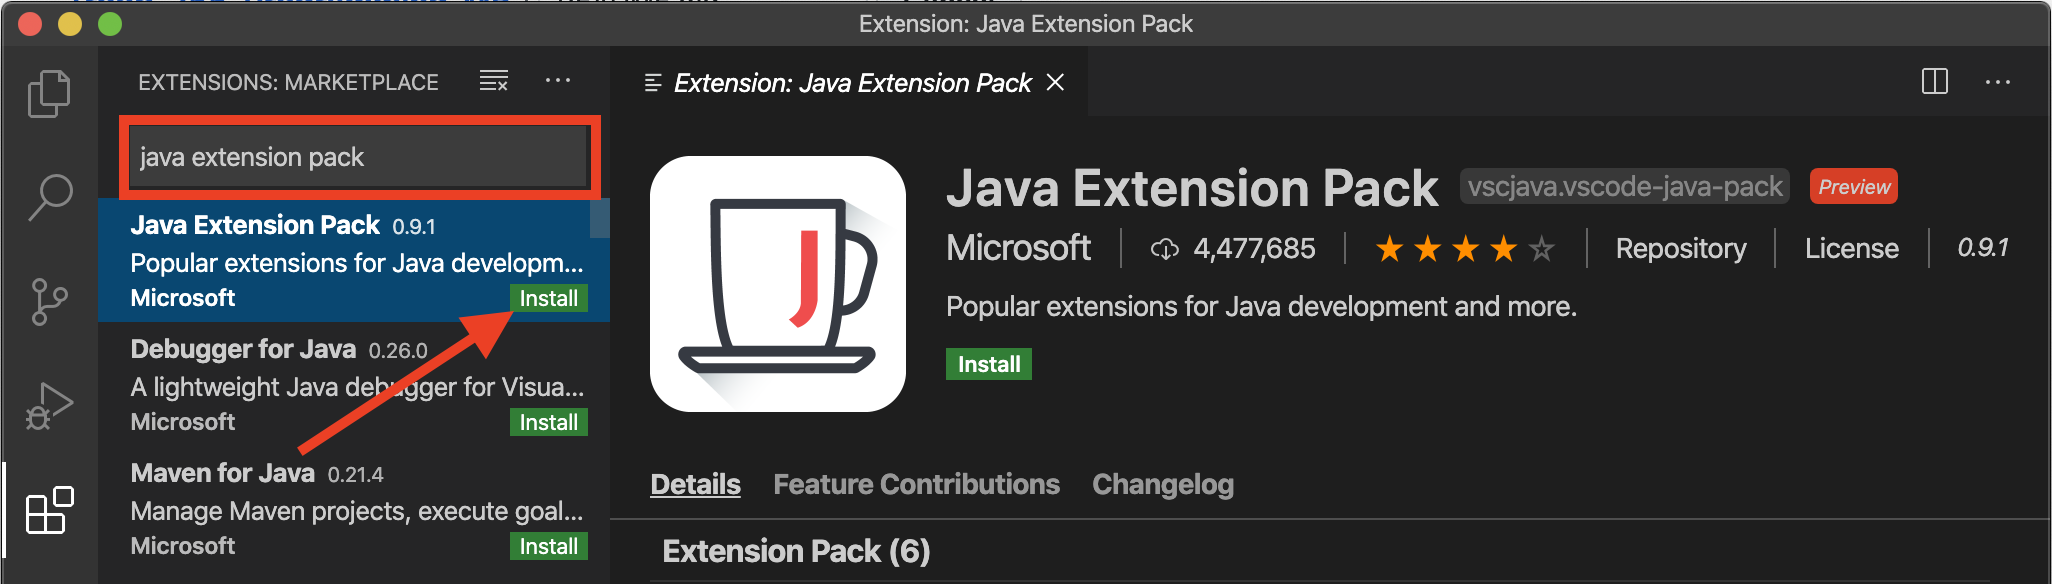 Extension: Java Extension Pack
EXTENSIONS: MARKETPLACE
java extension pack
Java Extension Pack 0.9.1
Popular extensions for Java developm...
Microsoft
Install
Debugger for Java 0.26.0
A lightweight Java debugger for Visua...
Microsoft
Install
Maven for Java 0.21.4
Manage Maven projects, execute goal...
Microsoft
Install
Extension: Java Extension Pack
J
Java Extension Pack vscjava.vscode-java-pack Preview
Microsoft 4,477,685 Repository License 0.9.1
Popular extensions for Java development and more.
Install
Details Feature Contributions Changelog
Extension Pack (6)